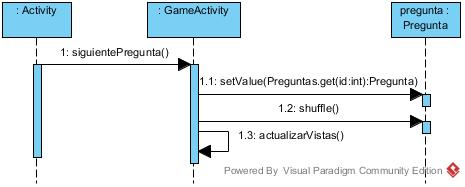 : Activity
: GameActivity
pregunta :
Pregunta
1: siguientePregunta()
1.1: setValue(Preguntas.get(id:int):Pregunta)
1.2: shuffle()
1.3: actualizarVistas()
Powered By Visual Paradigm Community Edition